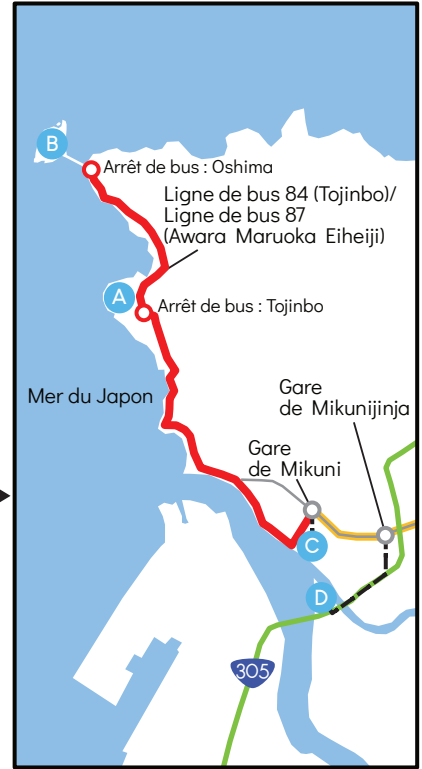 B
Arrêt de bus : Oshima
Ligne de bus 84 (Tojinbo)/
Ligne de bus 87
(Awara Maruoka Eiheiji)
A
Arrêt de bus : Tojinbo
Mer du Japon
Gare
de Mikunijinja
Gare
de Mikuni
C
D
305